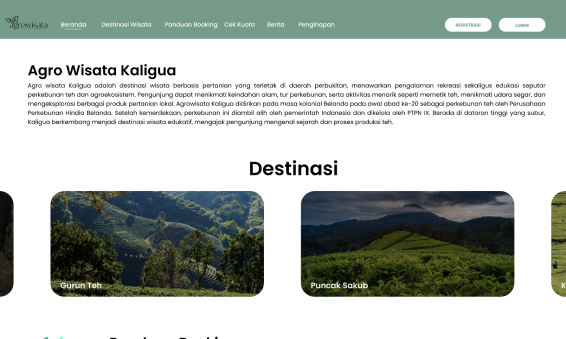 Agrowisata
Beranda Destinasi Wisata Panduan Booking Cek Kuota Berita Penginapan REGISTRASI LOGIN
Agro Wisata Kaligua
Agro wisata Kaligua adalah destinasi wisata berbasis pertanian yang terletak di daerah perbukitan, menawarkan pengalaman rekreasi sekaligus edukasi seputar
perkebunan teh dan agroekosistem. Pengunjung dapat menikmati keindahan alam, tur perkebunan, serta aktivitas menarik seperti memetik teh, menikmati udara segar, dan
mengeksplorasi berbagai produk pertanian lokal. Agrowisata Kaligua didirikan pada masa kolonial Belanda pada awal abad ke-20 sebagai perkebunan teh oleh Perusahaan
Perkebunan Hindia Belanda. Setelah kemerdekaan, perkebunan ini diambil alih oleh pemerintah Indonesia dan dikelola oleh PTPN IX. Berada di dataran tinggi yang subur,
Kaligua berkembang menjadi destinasi wisata edukatif, mengajak pengunjung mengenal sejarah dan proses produksi teh.
Destinasi
Gurun Teh
Puncak Sakub
K